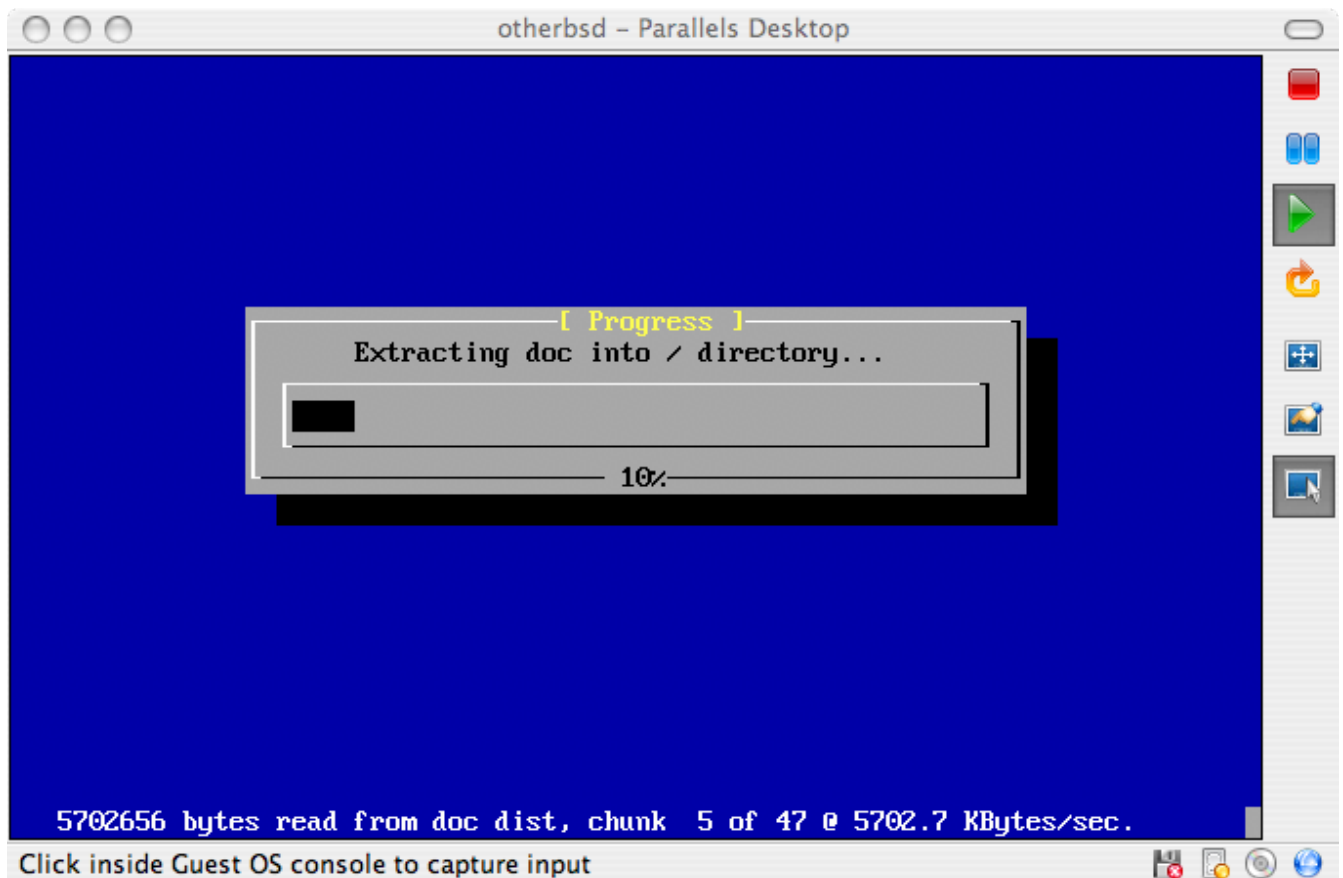 otherbsd – Parallels Desktop
[ Progress ]
Extracting doc into / directory...
10%
5702656 bytes read from doc dist, chunk  5 of 47 @ 5702.7 KBytes/sec.
Click inside Guest OS console to capture input